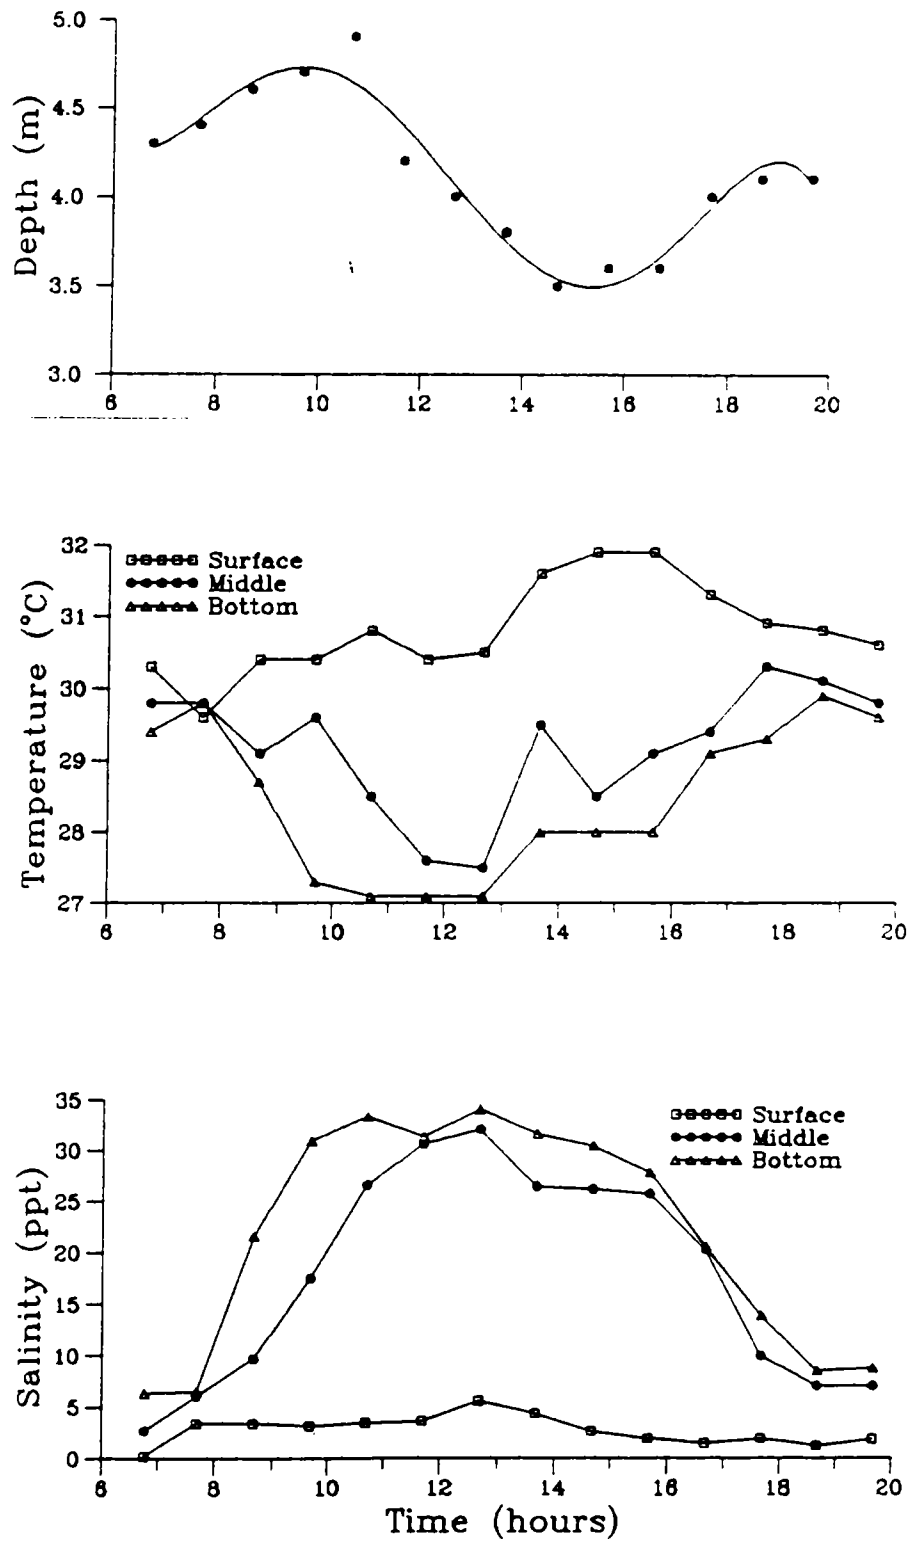 5.0
4.5
4.0
3.5
3.0
Depth (m)
6 8 10 12 14 16 18 20
32
31
30
29
28
27
Temperature (°C)
Surface
Middle
Bottom
6 8 10 12 14 16 18 20
35
30
25
20
15
10
5
0
Salinity (ppt)
Surface
Middle
Bottom
6 8 10 12 14 16 18 20
Time (hours)